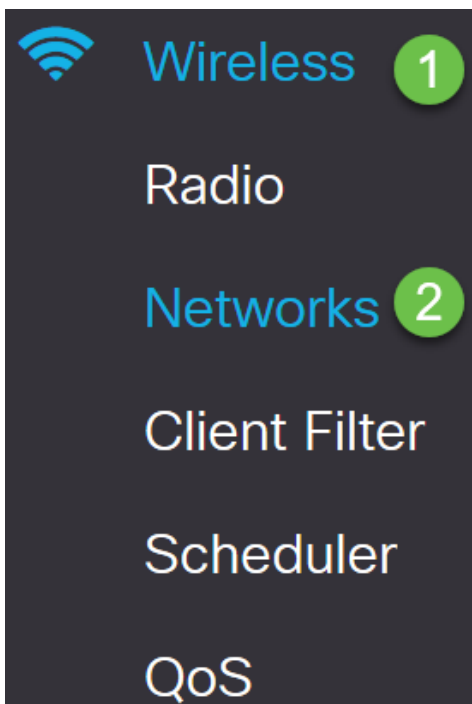 Wireless 1
Radio
Networks 2
Client Filter
Scheduler
QoS